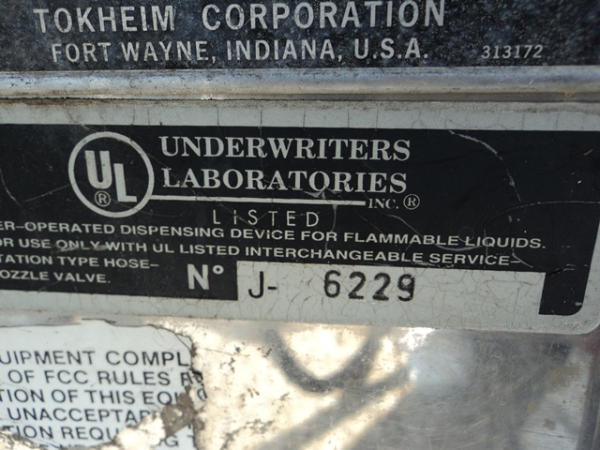 TOKHEIM CORPORATION
FORT WAYNE, INDIANA, U.S.A. 313172
UL ® UNDERWRITERS
LABORATORIES
INC. ®
LISTED
ER-OPERATED DISPENSING DEVICE FOR FLAMMABLE LIQUIDS.
OR USE ONLY WITH UL LISTED INTERCHANGEABLE SERVICE-
TATION TYPE HOSE-
OZZLE VALVE.
N° J- 6229
UIPMENT COMPL
OF FCC RULES
TION OF THIS EQU
UNACCEPTAB
TION REQU